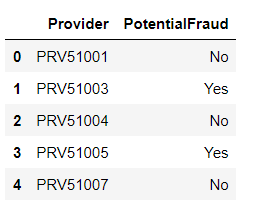 Provider PotentialFraud
0 PRV51001 No
1 PRV51003 Yes
2 PRV51004 No
3 PRV51005 Yes
4 PRV51007 No